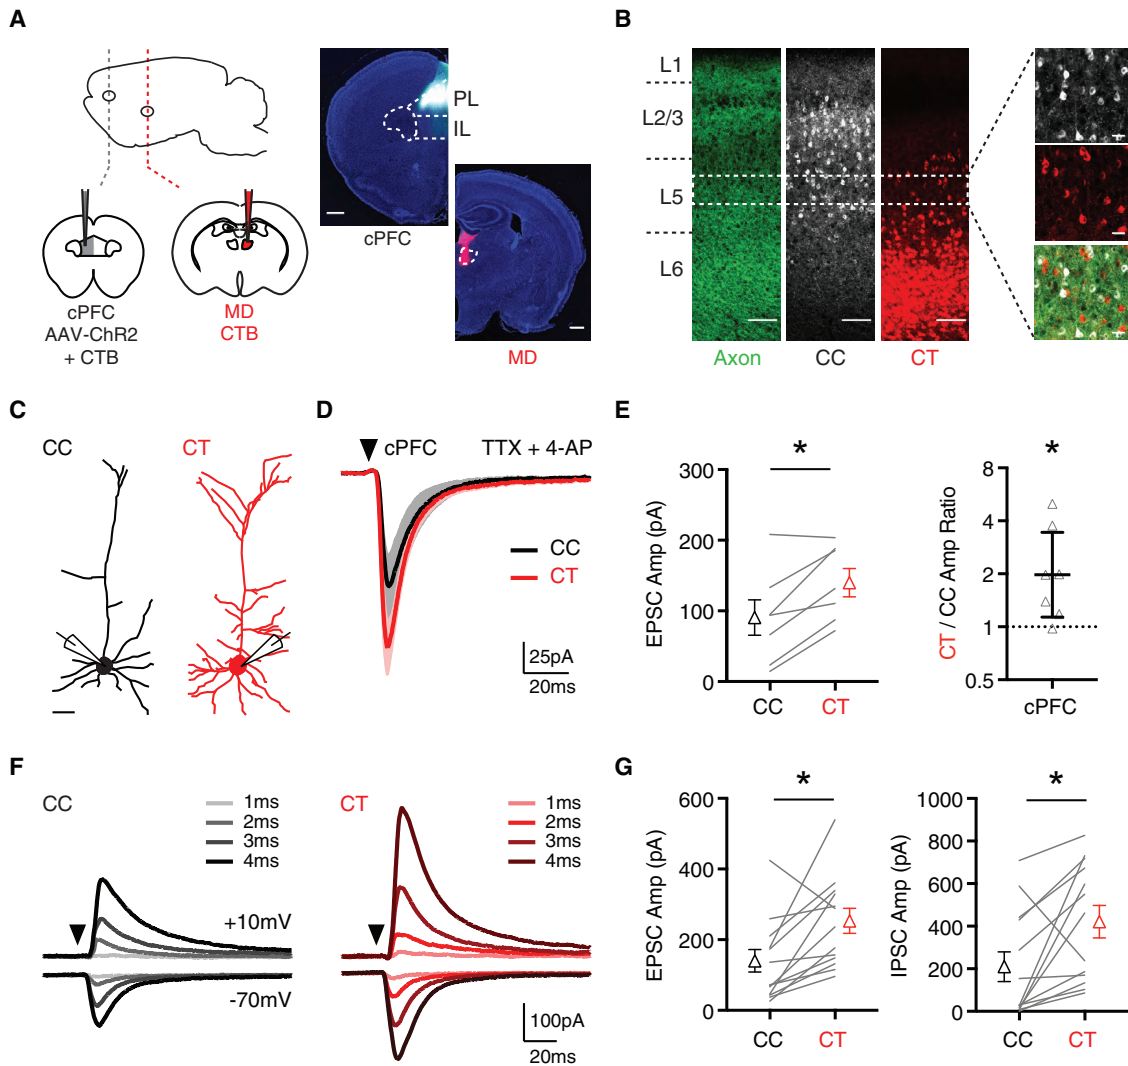 A
PL
IL
cPFC
cPFC
AAV-ChR2
+ CTB
MD
CTB
MD
B
L1
L2/3
L5
L6
Axon
CC
CT
C
CC
CT
D
cPFC
TTX + 4-AP
CC
CT
25pA
20ms
E
*
EPSC Amp (pA)
300
200
100
0
CC
CT
*
CT / CC Amp Ratio
8
4
2
1
0.5
cPFC
F
CC
1ms
2ms
3ms
4ms
+10mV
-70mV
CT
1ms
2ms
3ms
4ms
100pA
20ms
G
*
EPSC Amp (pA)
600
400
200
0
CC
CT
*
IPSC Amp (pA)
1000
800
600
400
200
0
CC
CT